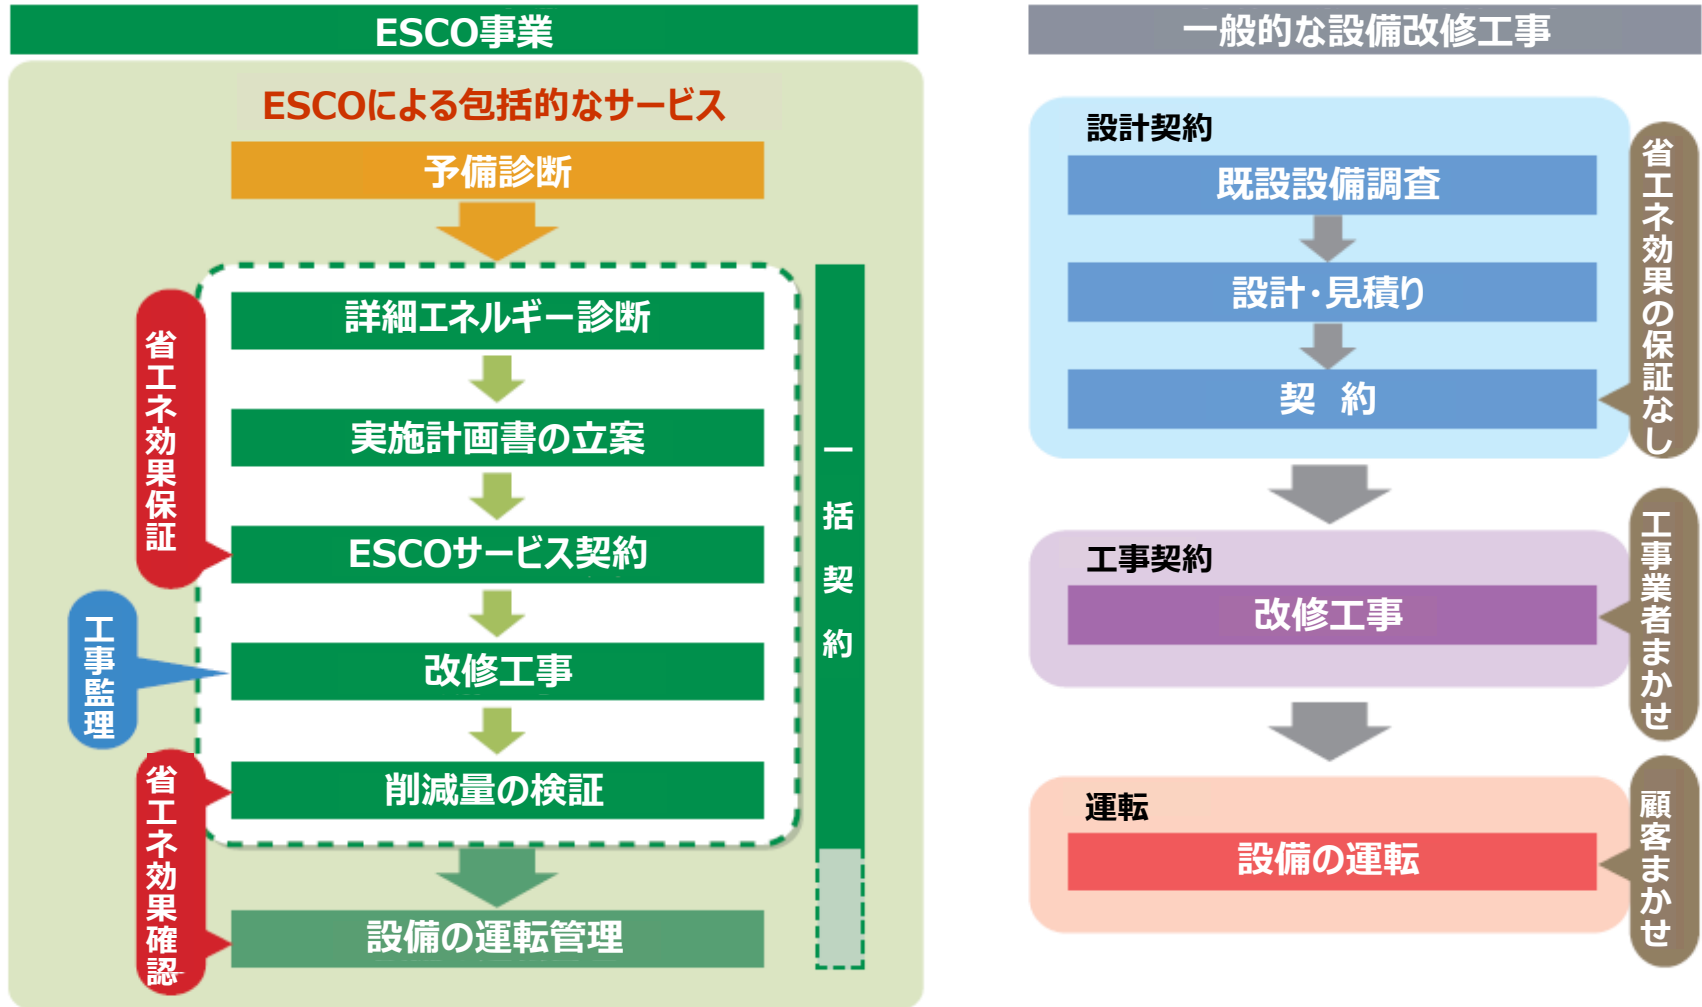 ESCO事業
ESCOによる包括的なサービス
予備診断
詳細エネルギー診断
実施計画書の立案
ESCOサービス契約
改修工事
削減量の検証
設備の運転管理
省エネ効果保証
工事監理
省エネ効果確認
一括契約
一般的な設備改修工事
設計契約
既設設備調査
設計・見積り
契 約
省エネ効果の保証なし
工事契約
改修工事
工事業者まかせ
運転
設備の運転
顧客まかせ